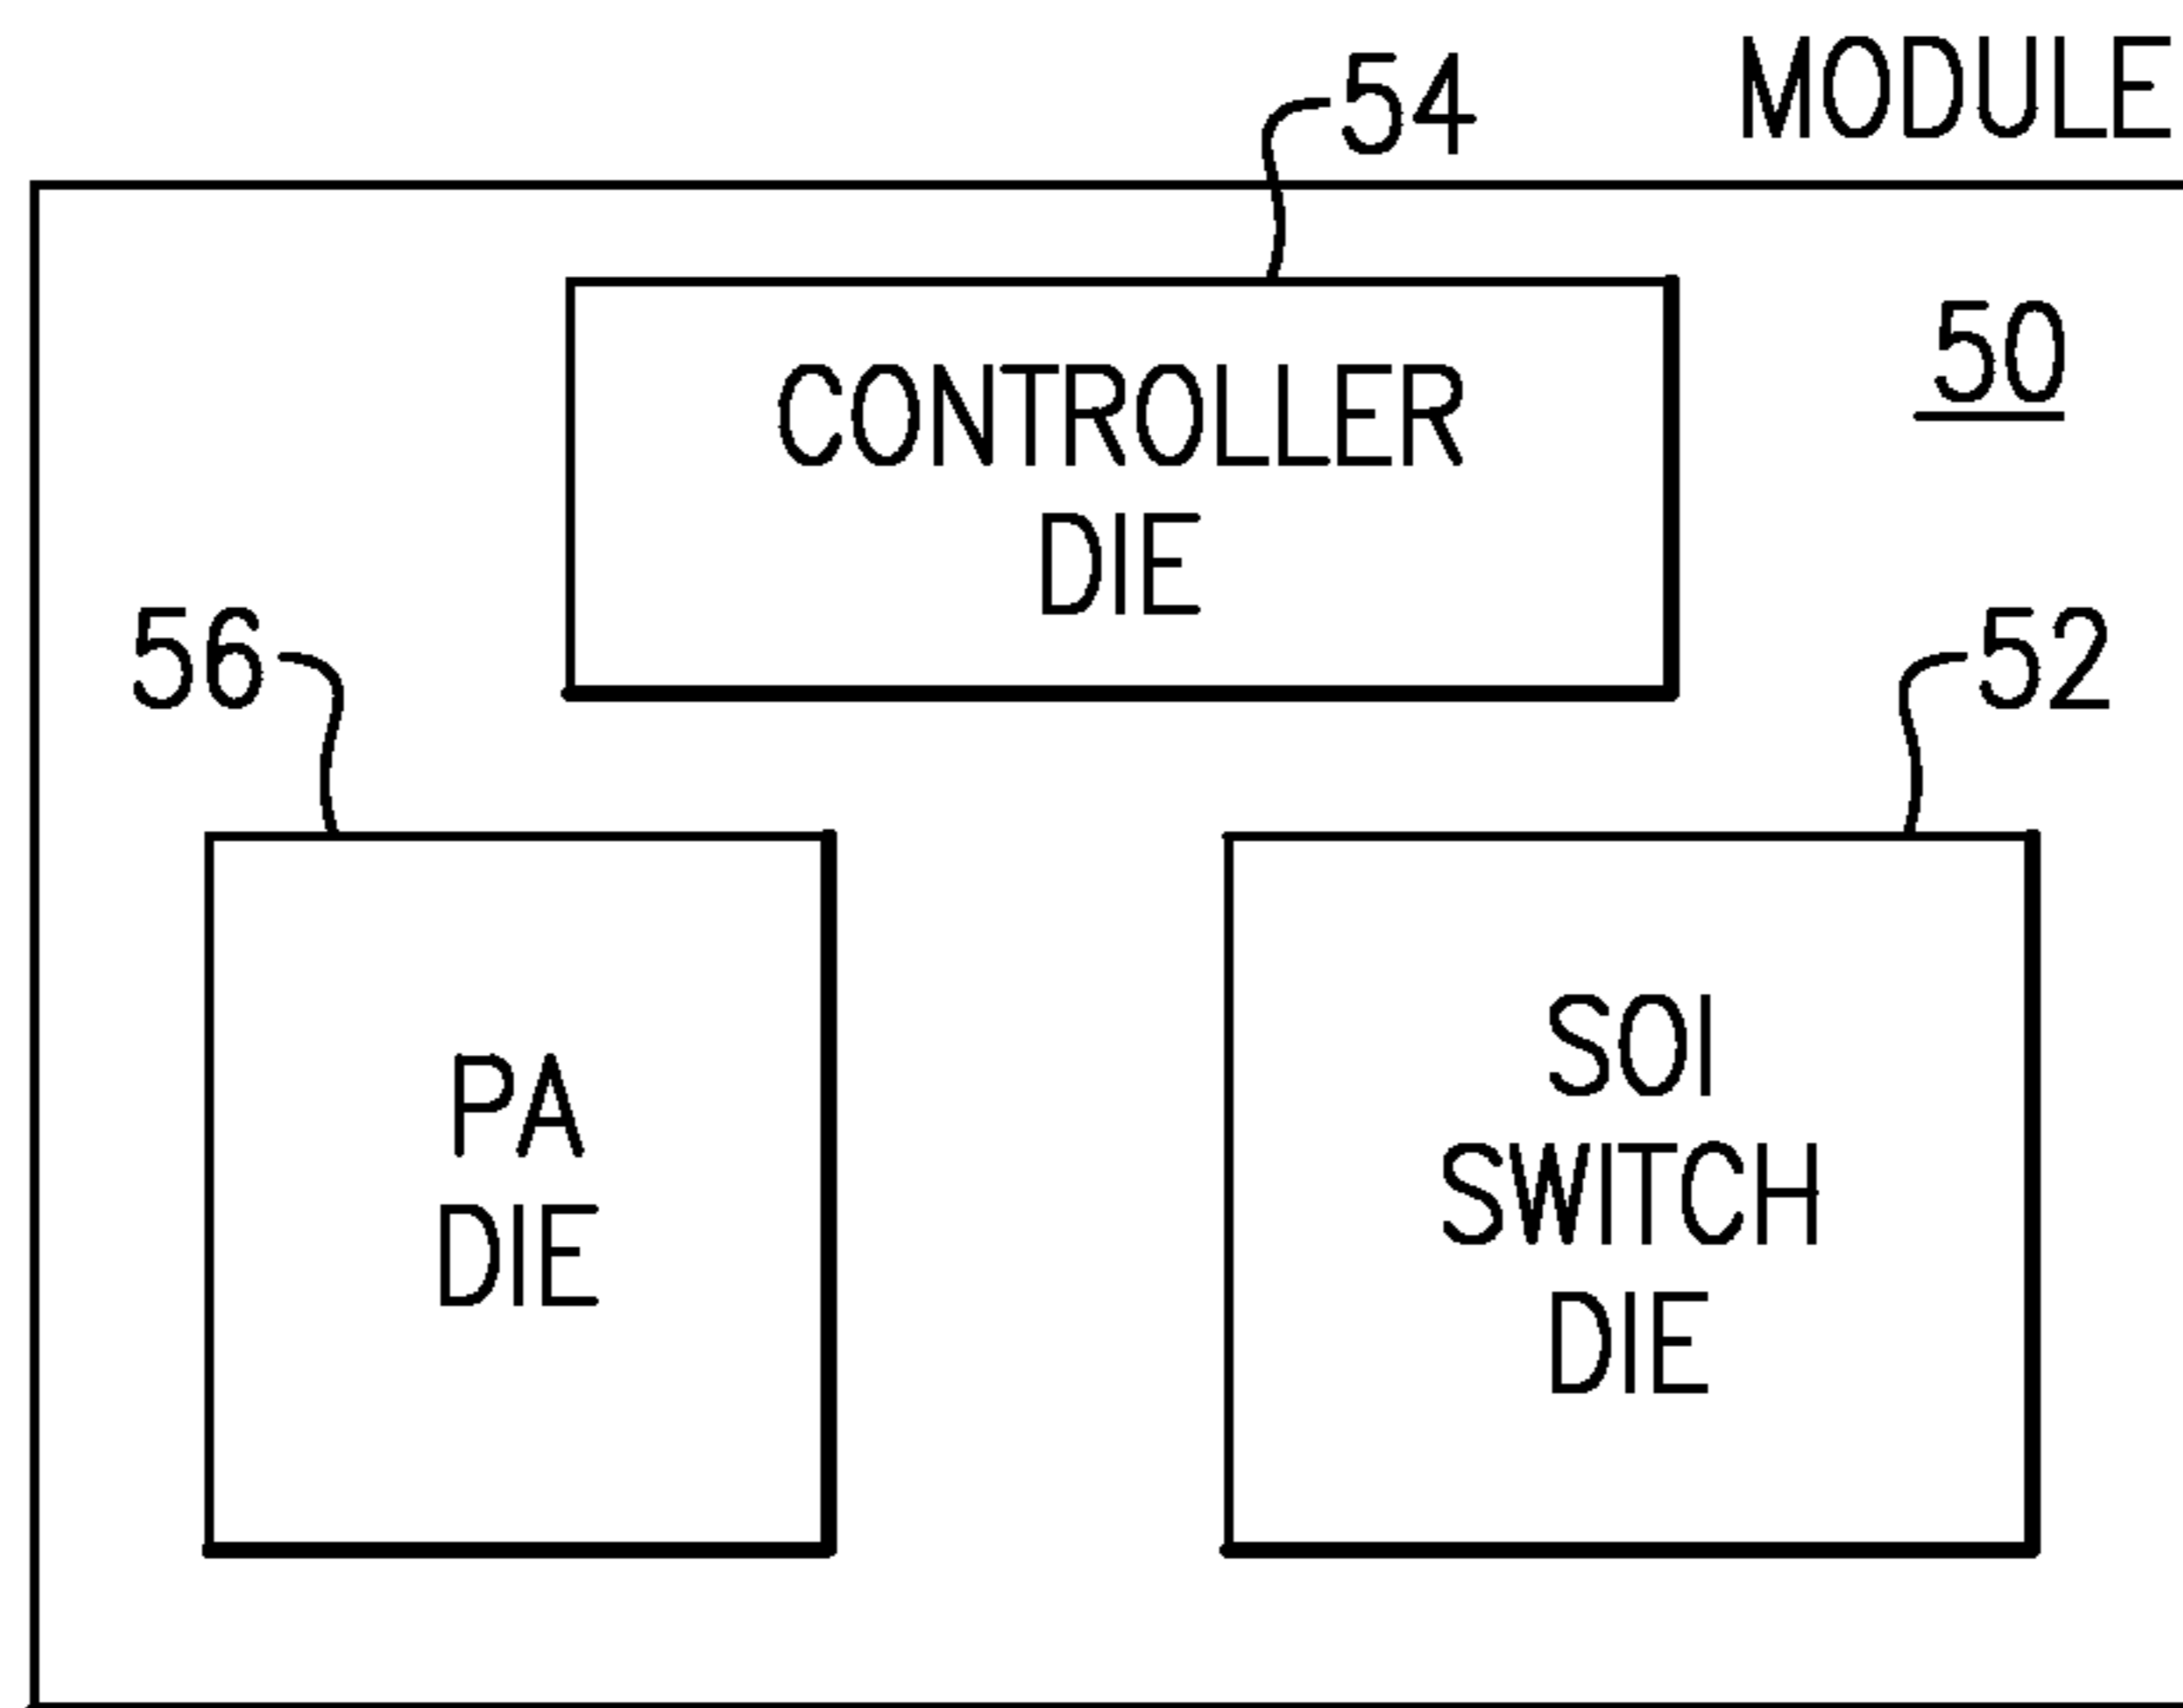 MODULE
54
50
CONTROLLER
DIE
56
52
PA
DIE
SOI
SWITCH
DIE